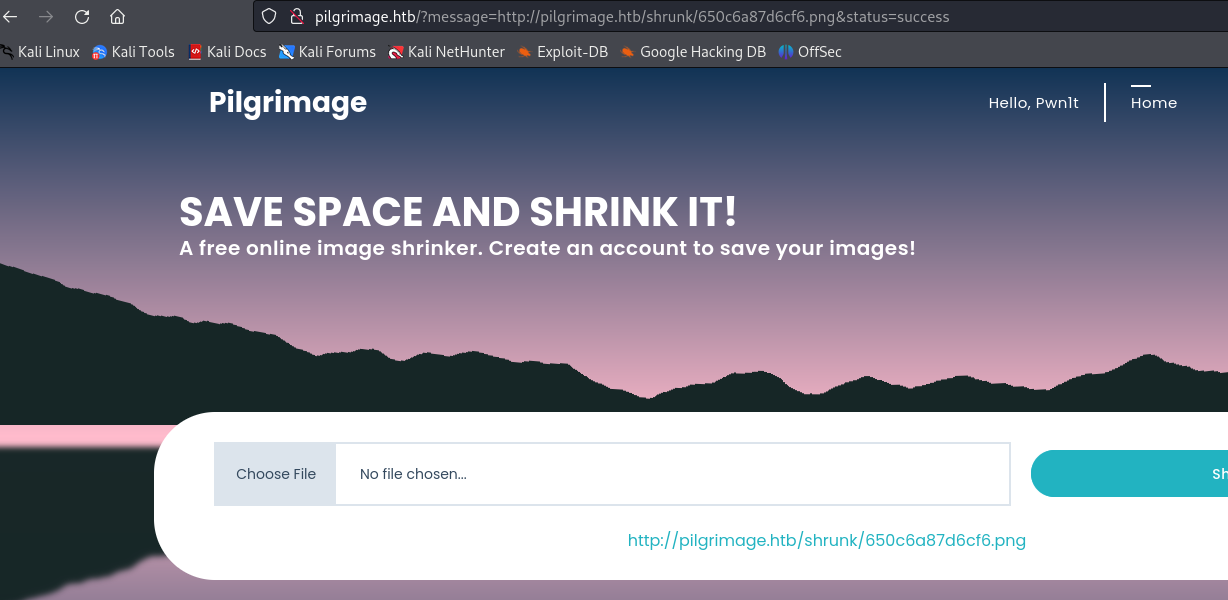 pilgrimage.htb/?message=http://pilgrimage.htb/shrunk/650c6a87d6cf6.png&status=success
Kali Linux Kali Tools Kali Docs Kali Forums Kali NetHunter Exploit-DB Google Hacking DB OffSec
Pilgrimage Hello, Pwn1t Home
SAVE SPACE AND SHRINK IT!
A free online image shrinker. Create an account to save your images!
Choose File No file chosen... Sh
http://pilgrimage.htb/shrunk/650c6a87d6cf6.png